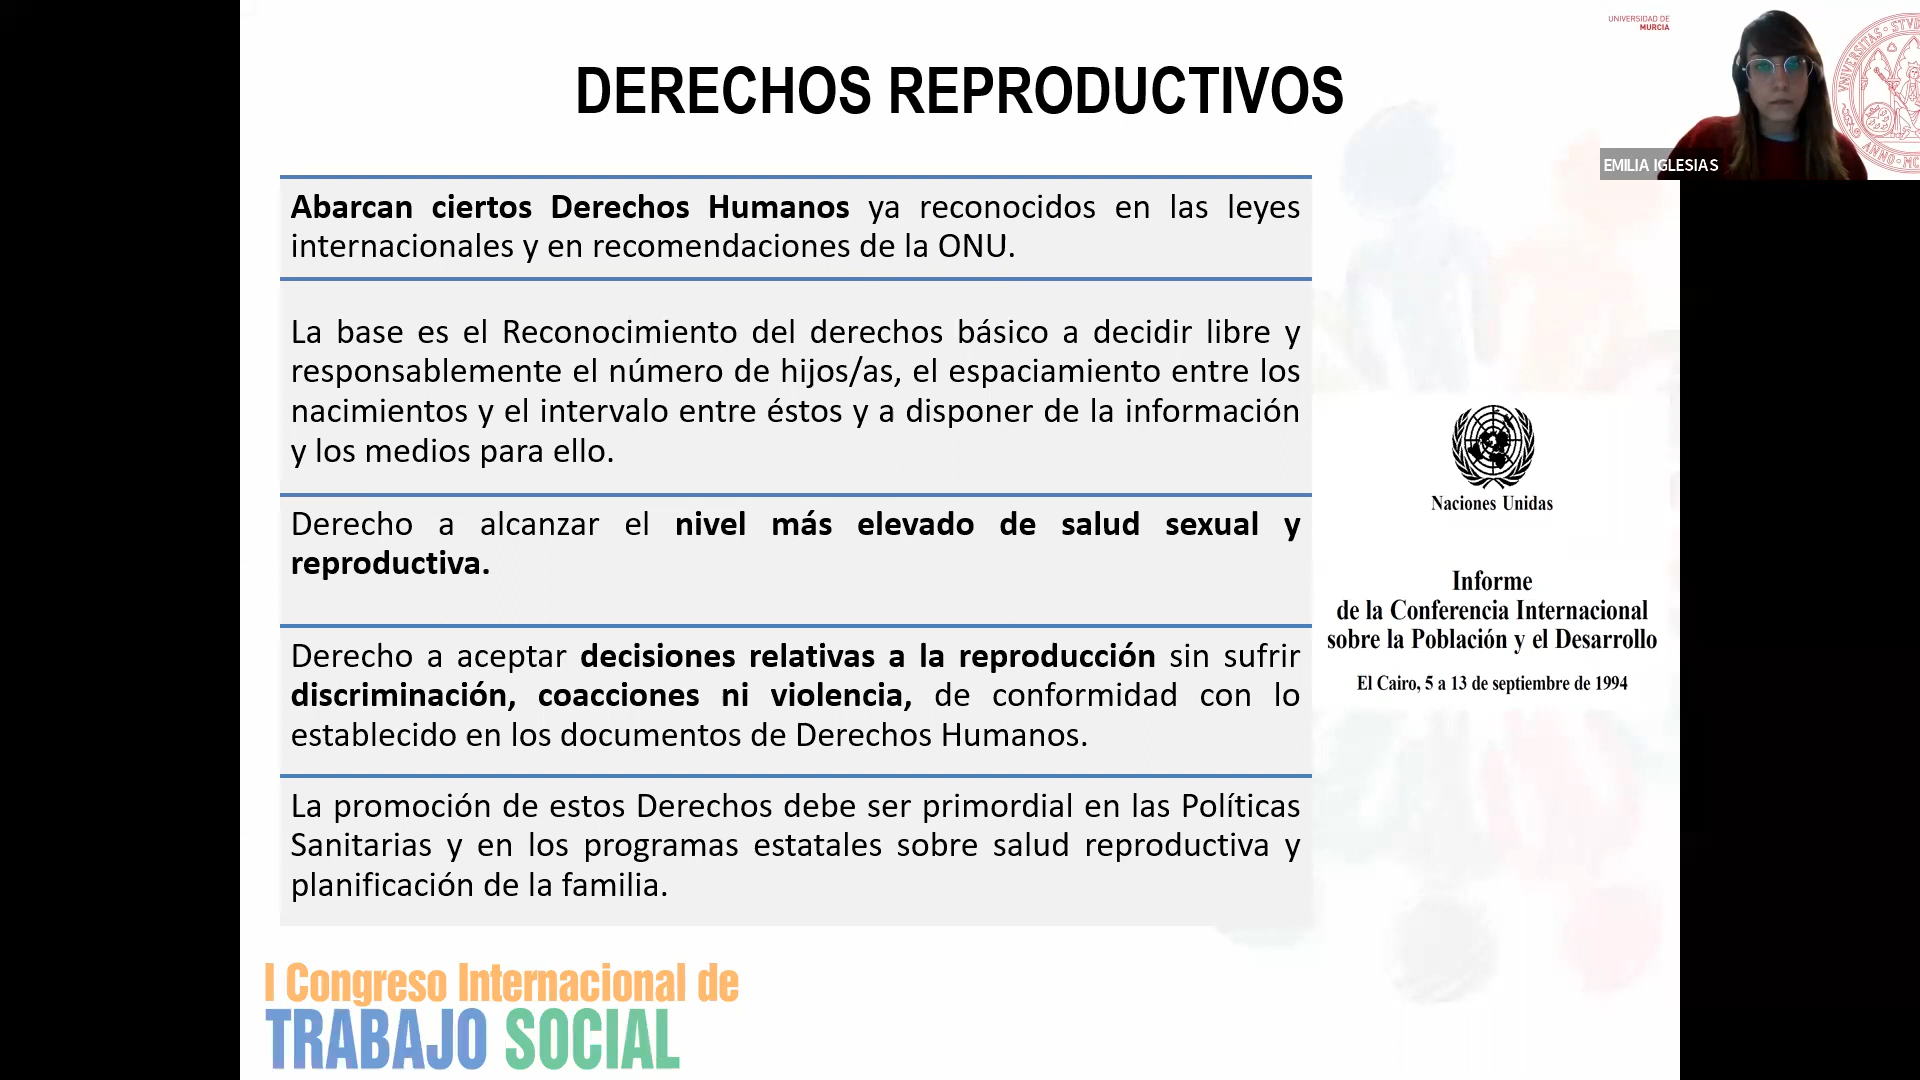 UNIVERSIDAD DE
MURCIA
EMILIA IGLESIAS
DERECHOS REPRODUCTIVOS
Abarcan ciertos Derechos Humanos ya reconocidos en las leyes
internacionales y en recomendaciones de la ONU.
La base es el Reconocimiento del derechos básico a decidir libre y
responsablemente el número de hijos/as, el espaciamiento entre los
nacimientos y el intervalo entre éstos y a disponer de la información
y los medios para ello.
Derecho a alcanzar el nivel más elevado de salud sexual y
reproductiva.
Derecho a aceptar decisiones relativas a la reproducción sin sufrir
discriminación, coacciones ni violencia, de conformidad con lo
establecido en los documentos de Derechos Humanos.
La promoción de estos Derechos debe ser primordial en las Políticas
Sanitarias y en los programas estatales sobre salud reproductiva y
planificación de la familia.
Naciones Unidas
Informe
de la Conferencia Internacional
sobre la Población y el Desarrollo
El Cairo, 5 a 13 de septiembre de 1994
I Congreso Internacional de
TRABAJO SOCIAL